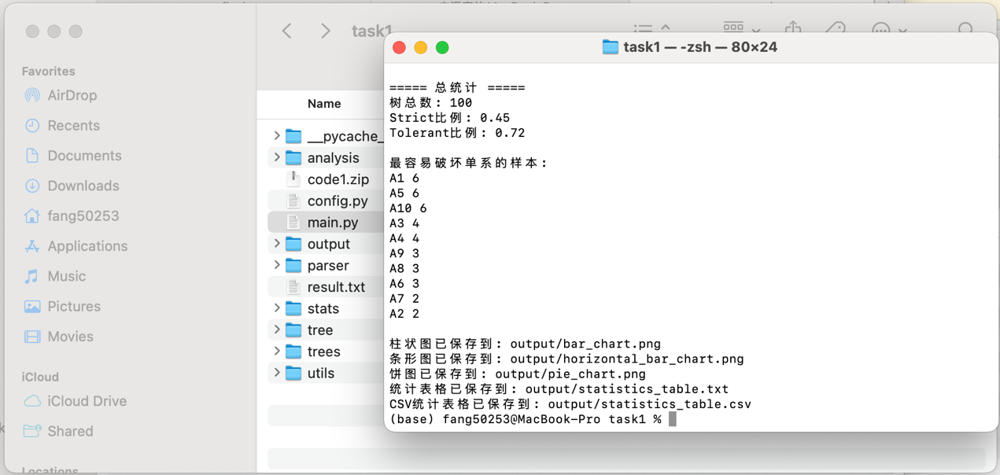 task1
Favorites
AirDrop
Recents
Documents
Downloads
fang50253
Applications
Music
Pictures
Movies
iCloud
iCloud Drive
Shared
Locations
Name
__pycache_
analysis
code1.zip
config.py
main.py
output
parser
result.txt
stats
tree
trees
utils
task1 — -zsh — 80×24
===== 总统计 =====
树总数: 100
Strict比例: 0.45
Tolerant比例: 0.72
最容易破坏单系的样本:
A1 6
A5 6
A10 6
A3 4
A4 4
A9 3
A8 3
A6 3
A7 2
A2 2
柱状图已保存到: output/bar_chart.png
条形图已保存到: output/horizontal_bar_chart.png
饼图已保存到: output/pie_chart.png
统计表格已保存到: output/statistics_table.txt
CSV统计表格已保存到: output/statistics_table.csv
(base) fang50253@MacBook-Pro task1 %